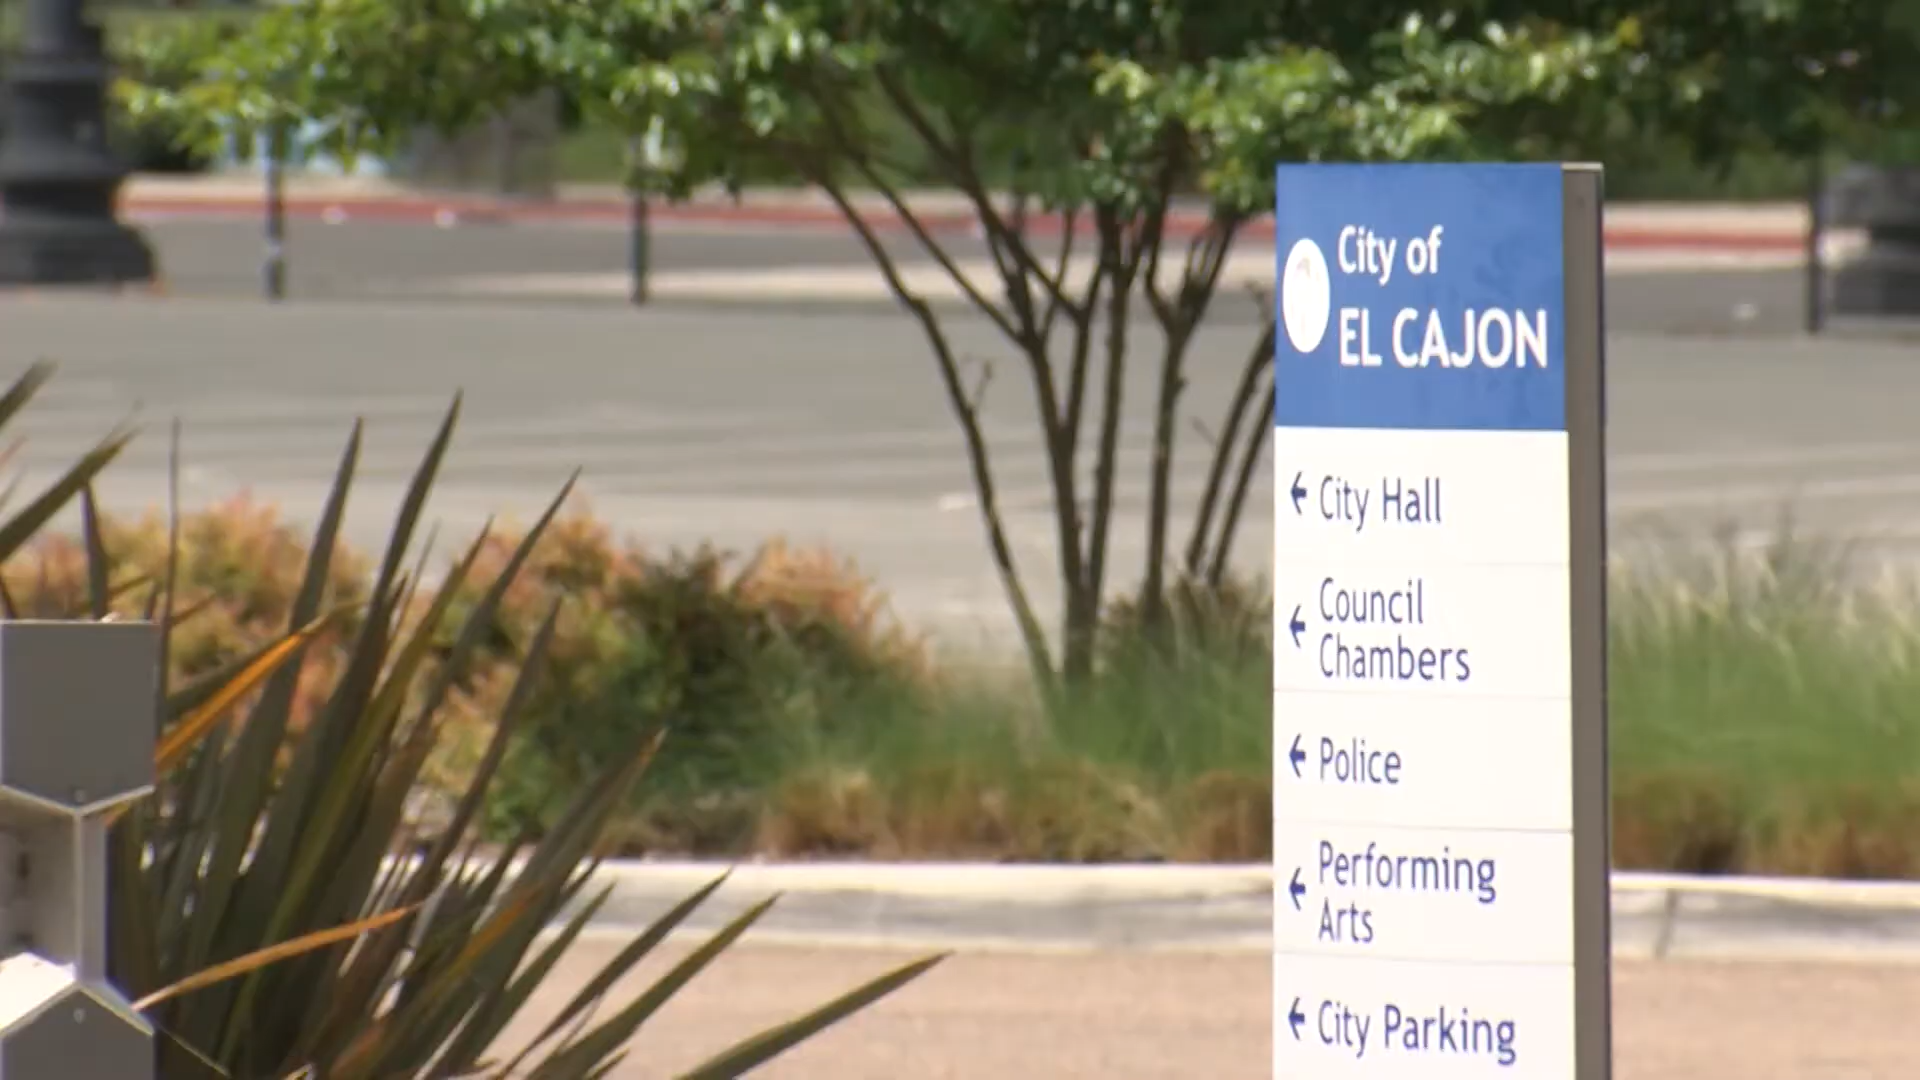 City of
EL CAJON
← City Hall
← Council
Chambers
← Police
← Performing
Arts
← City Parking